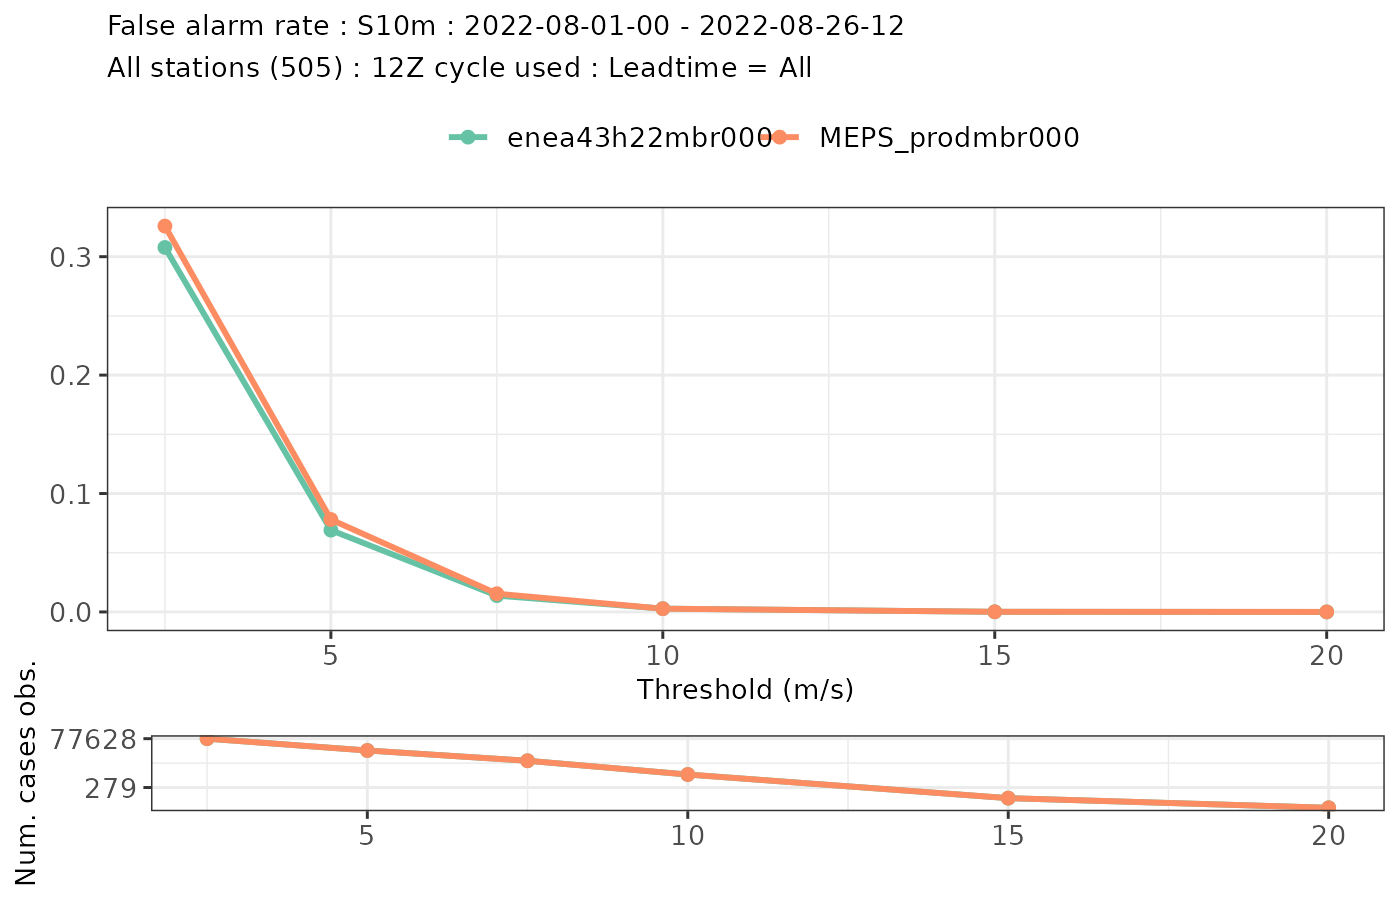 False alarm rate : S10m : 2022-08-01-00 - 2022-08-26-12
All stations (505) : 12Z cycle used : Leadtime = All
enea43h22mbr000 MEPS_prodmbr000
0.3
0.2
0.1
0.0
5 10 15 20
Threshold (m/s)
Num. cases obs.
77628
279
5 10 15 20